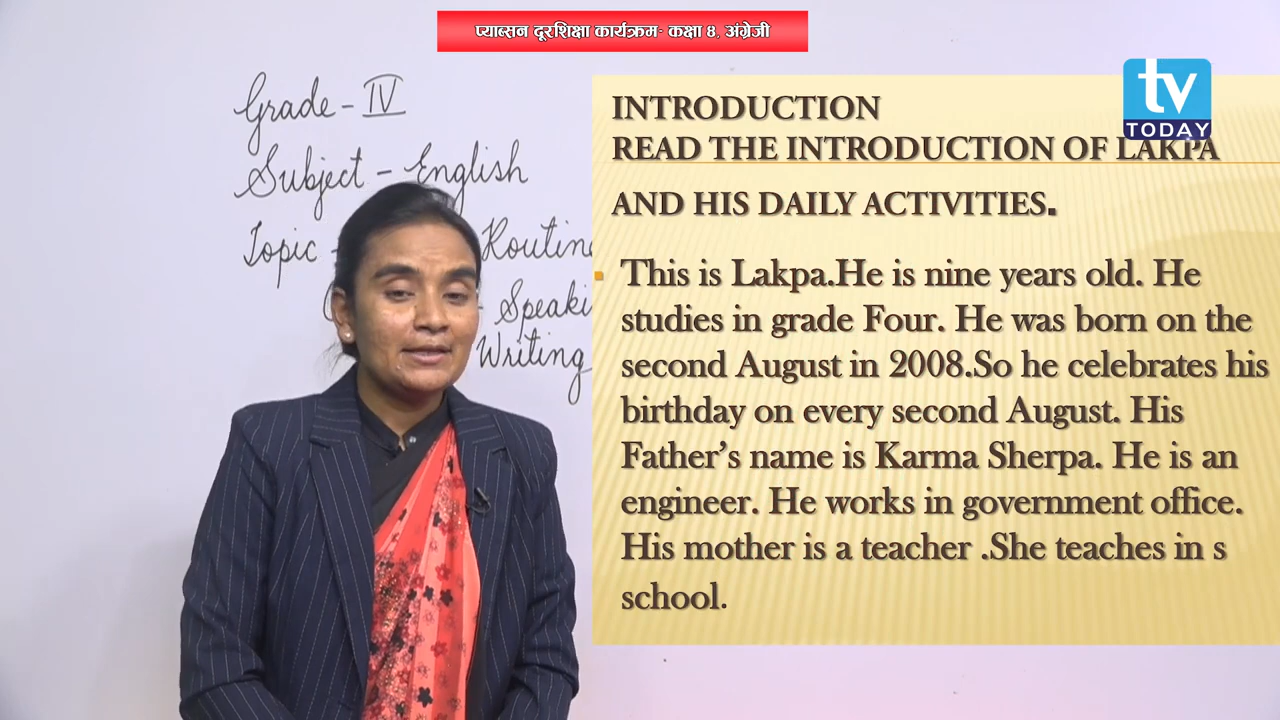 प्याब्सन दूरशिक्षा कार्यक्रम- कक्षा ४, अंग्रेजी
Grade - IV
Subject - English
Topic - Routine
- Speaki
Writing
tv
TODAY
INTRODUCTION
READ THE INTRODUCTION OF LAKPA
AND HIS DAILY ACTIVITIES.
This is Lakpa.He is nine years old. He
studies in grade Four. He was born on the
second August in 2008.So he celebrates his
birthday on every second August. His
Father’s name is Karma Sherpa. He is an
engineer. He works in government office.
His mother is a teacher .She teaches in s
school.